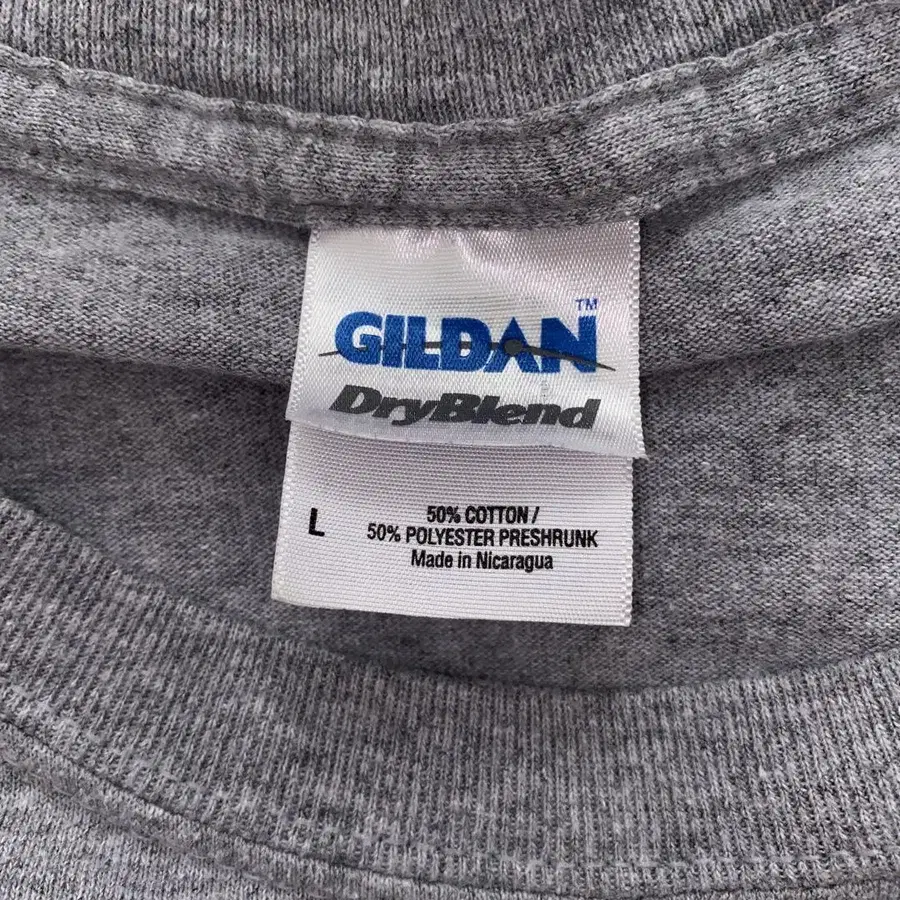 GILDAN™
DryBlend
L
50% COTTON /
50% POLYESTER PRESHRUNK
Made in Nicaragua